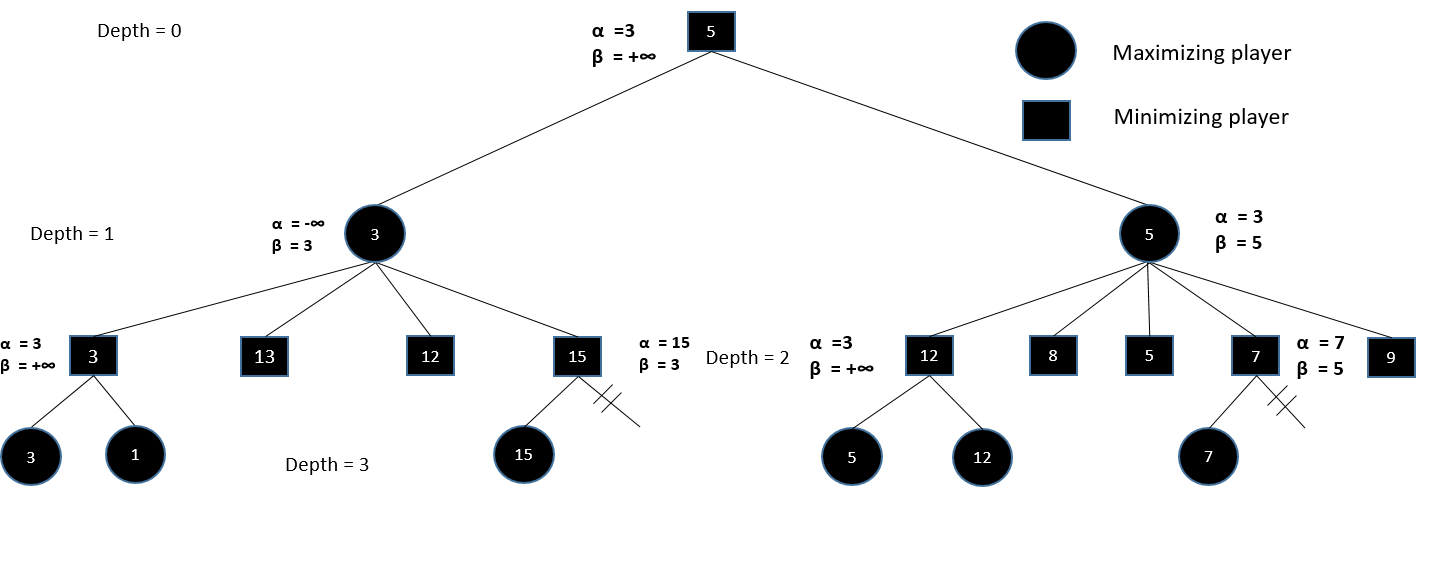 Depth = 0
α =3
β = +∞
5
Maximizing player
Minimizing player
Depth = 1
α = -∞
β = 3
3
5
α = 3
β = 5
α = 3
β = +∞
3
13
12
15
α = 15
β = 3
Depth = 2
α =3
β = +∞
12
8
5
7
α = 7
β = 5
9
3
1
Depth = 3
15
5
12
7